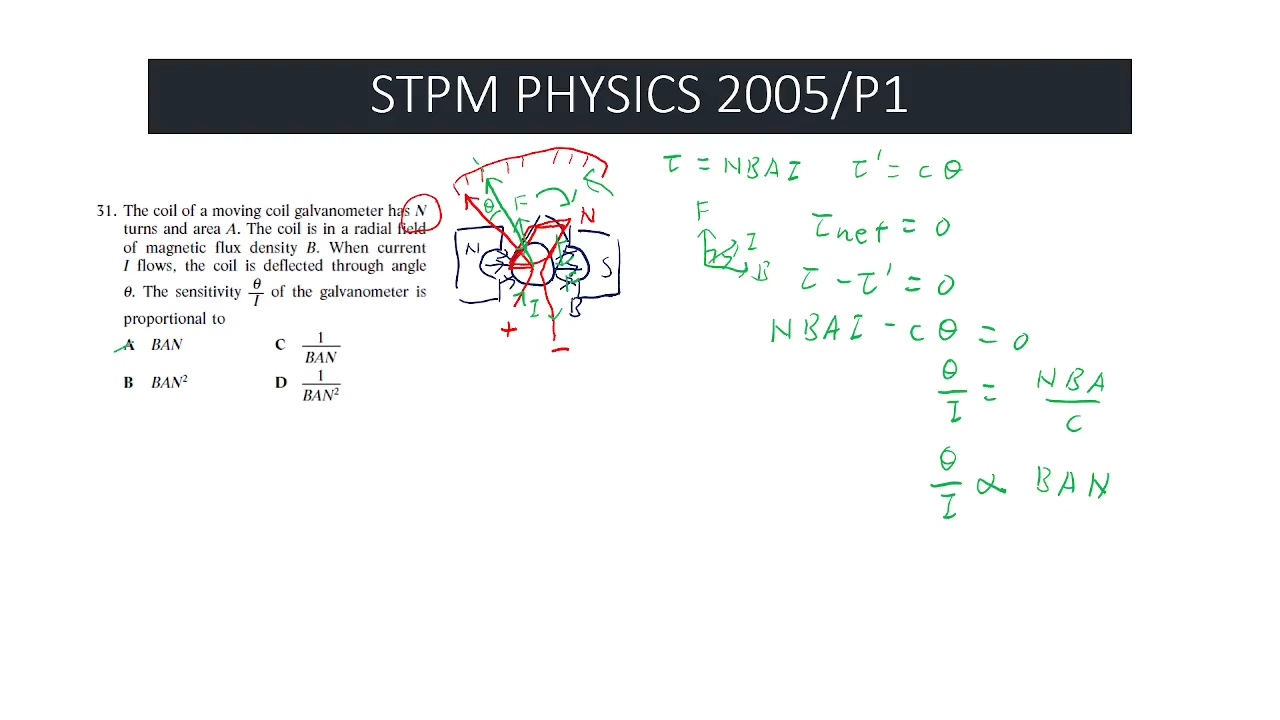 STPM PHYSICS 2005/P1
31. The coil of a moving coil galvanometer has N
turns and area A. The coil is in a radial field
of magnetic flux density B. When current
I flows, the coil is deflected through angle
θ. The sensitivity θ/I of the galvanometer is
proportional to
A BAN C 1/BAN
B BAN² D 1/BAN²
θ F
N
N S
I B
+ −
τ = NBAI τ' = cθ
F
I
B
τnet = 0
τ − τ' = 0
NBAI − cθ = 0
θ/I = NBA/c
θ/I ∝ BAN